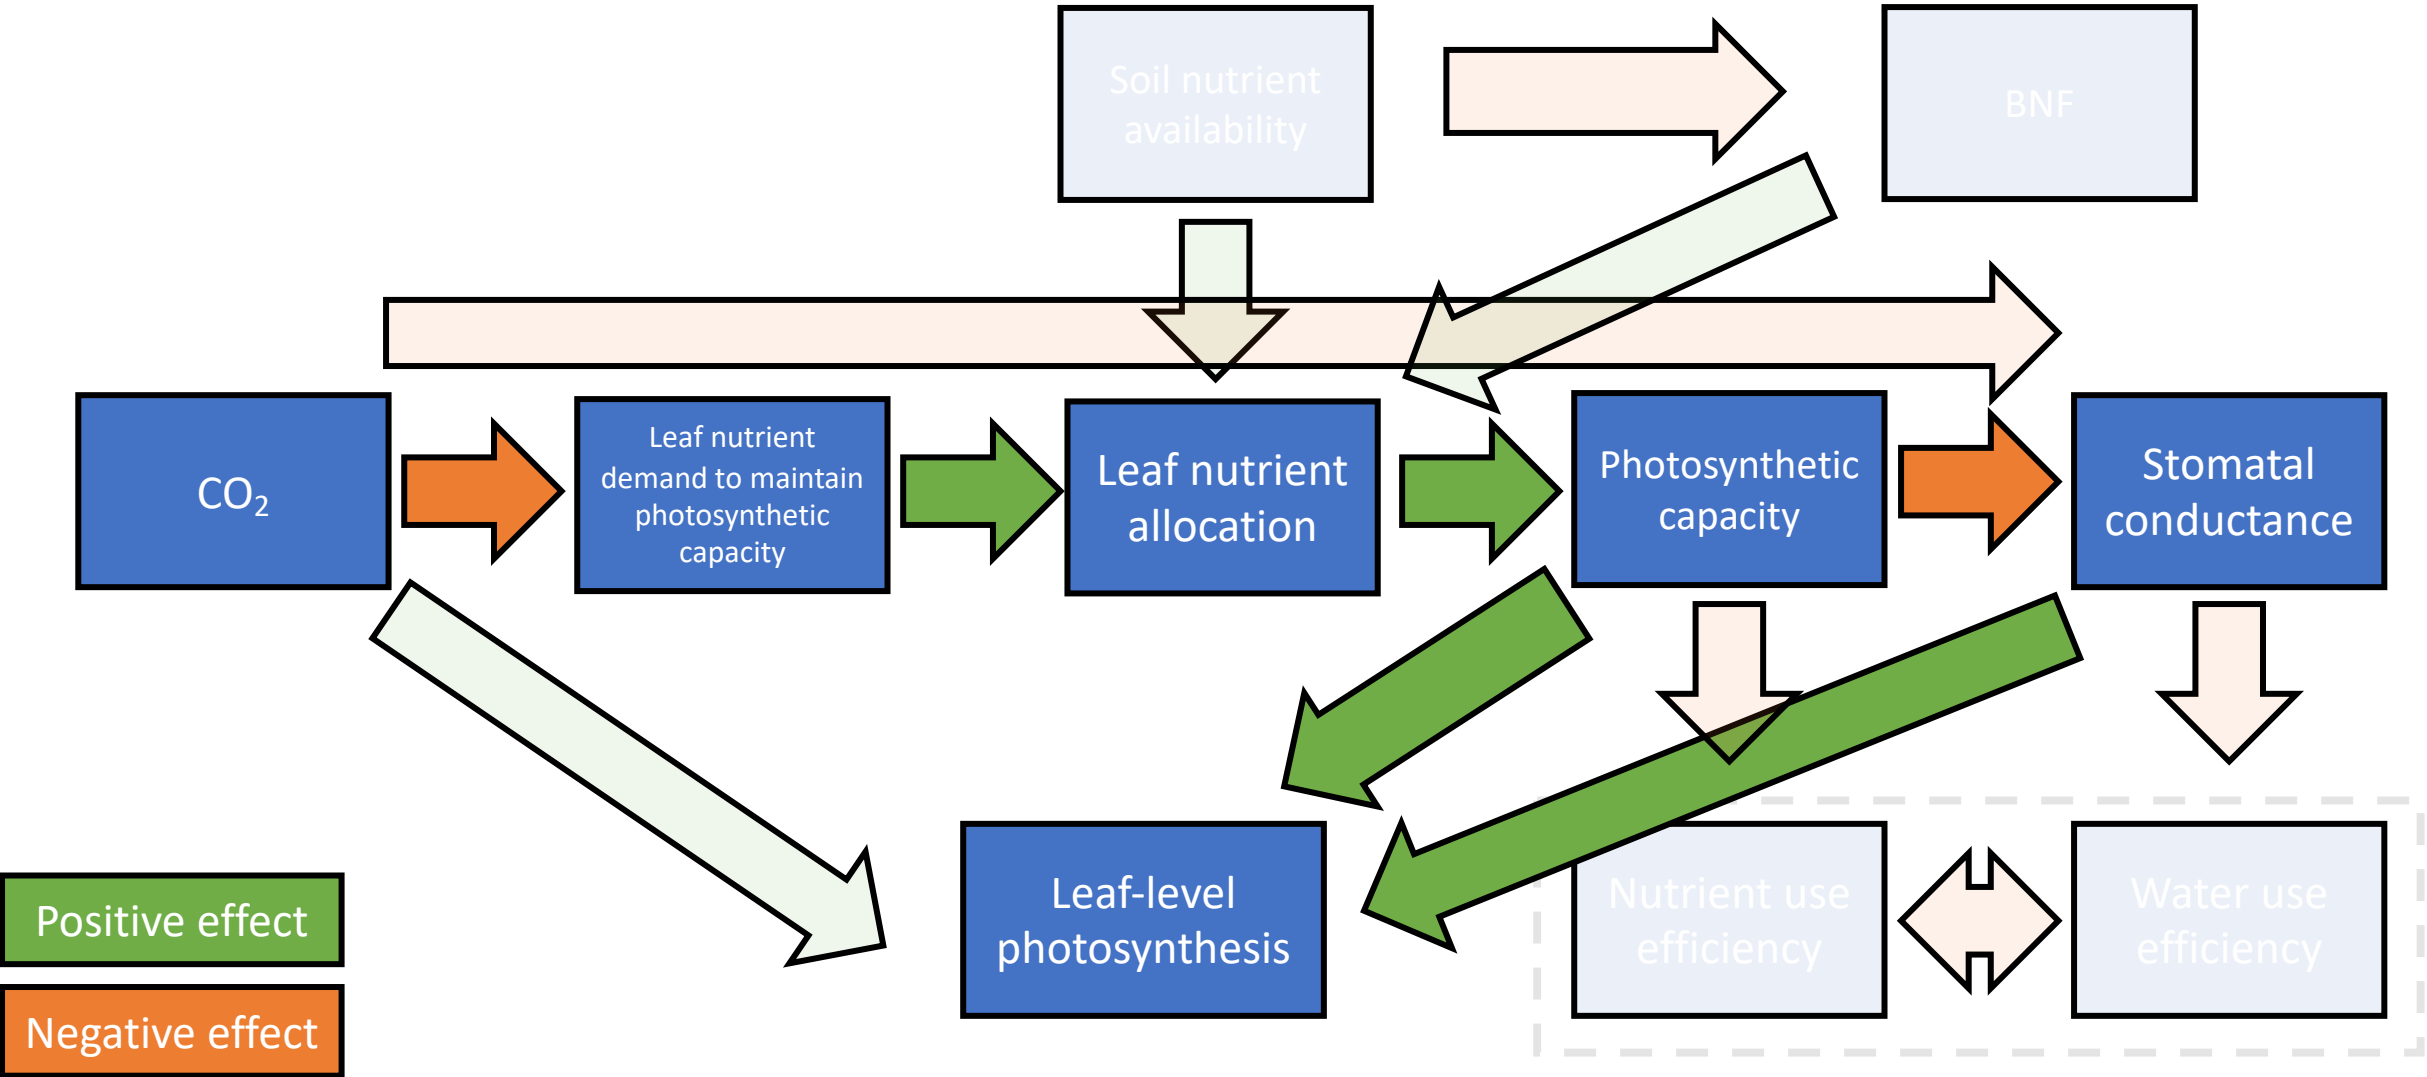 Soil nutrient
availability
BNF
CO₂
Leaf nutrient
demand to maintain
photosynthetic
capacity
Leaf nutrient
allocation
Photosynthetic
capacity
Stomatal
conductance
Leaf-level
photosynthesis
Nutrient use
efficiency
Water use
efficiency
Positive effect
Negative effect